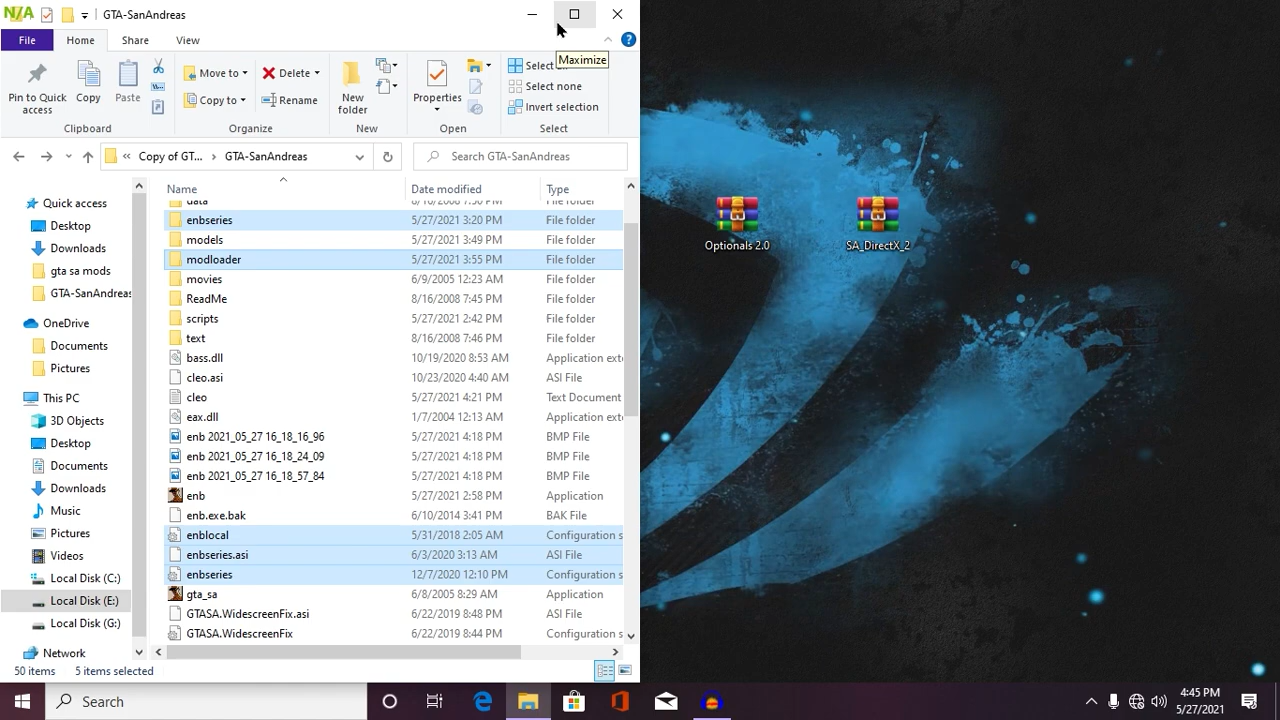 N/A
GTA-SanAndreas
File
Home
Share
View
Maximize
Pin to Quick
access
Copy
Paste
Move to
Copy to
Delete
Rename
New
folder
Properties
Select
Select none
Invert selection
Clipboard
Organize
New
Open
Select
« Copy of GT... > GTA-SanAndreas
Search GTA-SanAndreas
Name
Date modified
Type
Quick access
Desktop
Downloads
gta sa mods
GTA-SanAndreas
OneDrive
Documents
Pictures
This PC
3D Objects
Desktop
Documents
Downloads
Music
Pictures
Videos
Local Disk (C:)
Local Disk (E:)
Local Disk (G:)
Network
data 8/16/2008 7:50 PM File folder
enbseries 5/27/2021 3:20 PM File folder
models 5/27/2021 3:49 PM File folder
modloader 5/27/2021 3:55 PM File folder
movies 6/9/2005 12:23 AM File folder
ReadMe 8/16/2008 7:45 PM File folder
scripts 5/27/2021 2:42 PM File folder
text 8/16/2008 7:46 PM File folder
bass.dll 10/19/2020 8:53 AM Application exte
cleo.asi 10/23/2020 4:40 AM ASI File
cleo 5/27/2021 4:21 PM Text Document
eax.dll 1/7/2004 12:13 AM Application exte
enb 2021_05_27 16_18_16_96 5/27/2021 4:18 PM BMP File
enb 2021_05_27 16_18_24_09 5/27/2021 4:18 PM BMP File
enb 2021_05_27 16_18_57_84 5/27/2021 4:18 PM BMP File
enb 5/27/2021 2:58 PM Application
enb.exe.bak 6/10/2014 3:41 PM BAK File
enblocal 5/31/2018 2:05 AM Configuration s
enbseries.asi 6/3/2020 3:13 AM ASI File
enbseries 12/7/2020 12:10 PM Configuration s
gta_sa 6/8/2005 8:29 AM Application
GTASA.WidescreenFix.asi 6/22/2019 8:48 PM ASI File
GTASA.WidescreenFix 6/22/2019 8:44 PM Configuration s
50 items
5 items selected
Optionals 2.0
SA_DirectX_2
Search
4:45 PM
5/27/2021